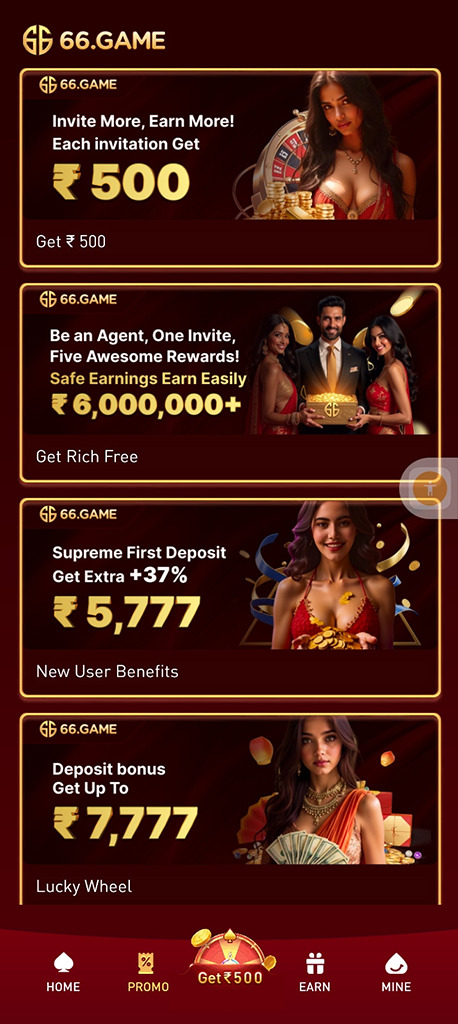 66.GAME
66.GAME
Invite More, Earn More!
Each invitation Get
₹ 500
Get ₹ 500
66.GAME
Be an Agent, One Invite,
Five Awesome Rewards!
Safe Earnings Earn Easily
₹ 6,000,000+
Get Rich Free
66.GAME
Supreme First Deposit
Get Extra +37%
₹ 5,777
New User Benefits
66.GAME
Deposit bonus
Get Up To
₹ 7,777
Lucky Wheel
Get₹500
HOME PROMO EARN MINE